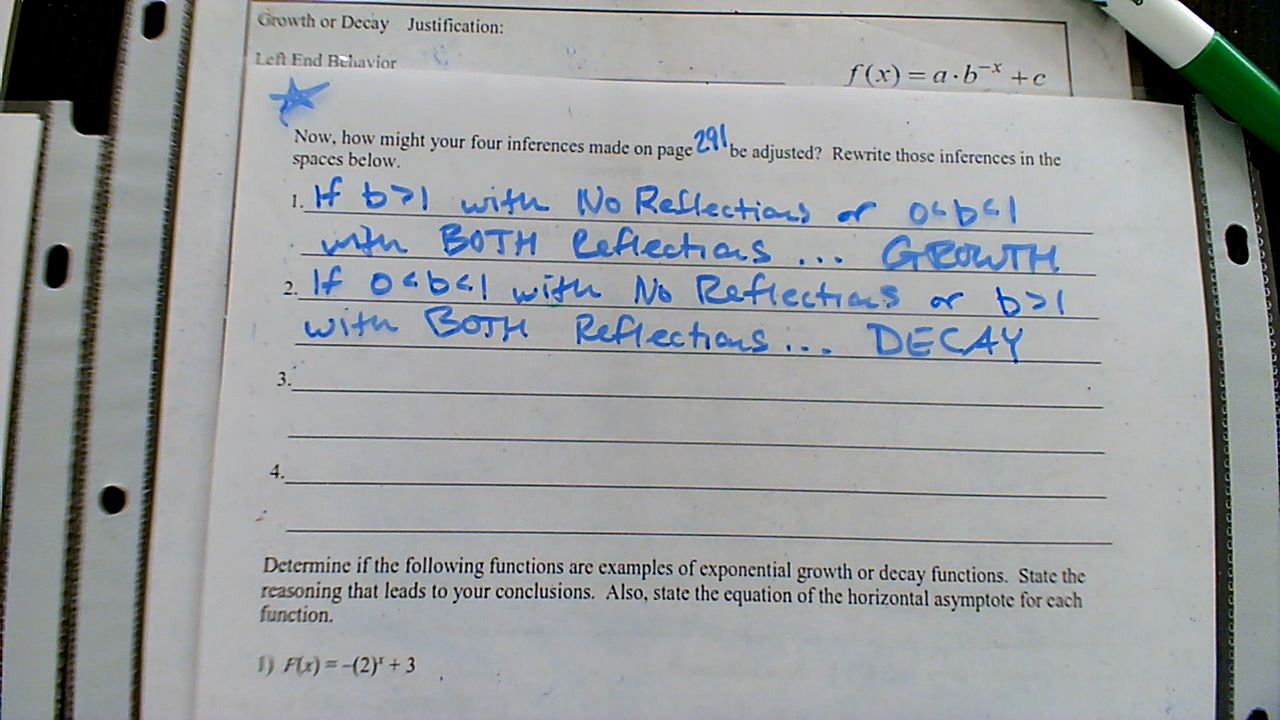 Growth or Decay Justification:
Left End Behavior
f(x) = a·b^{-x} + c
Now, how might your four inferences made on page 291 be adjusted? Rewrite those inferences in the
spaces below.
1. If b>1 with No Reflections or 0<b<1
with BOTH Reflections ... GROWTH
2. If 0<b<1 with No Reflections or b>1
with BOTH Reflections ... DECAY
3.
4.
Determine if the following functions are examples of exponential growth or decay functions. State the
reasoning that leads to your conclusions. Also, state the equation of the horizontal asymptote for each
function.
1) F(x) = -(2)^x + 3